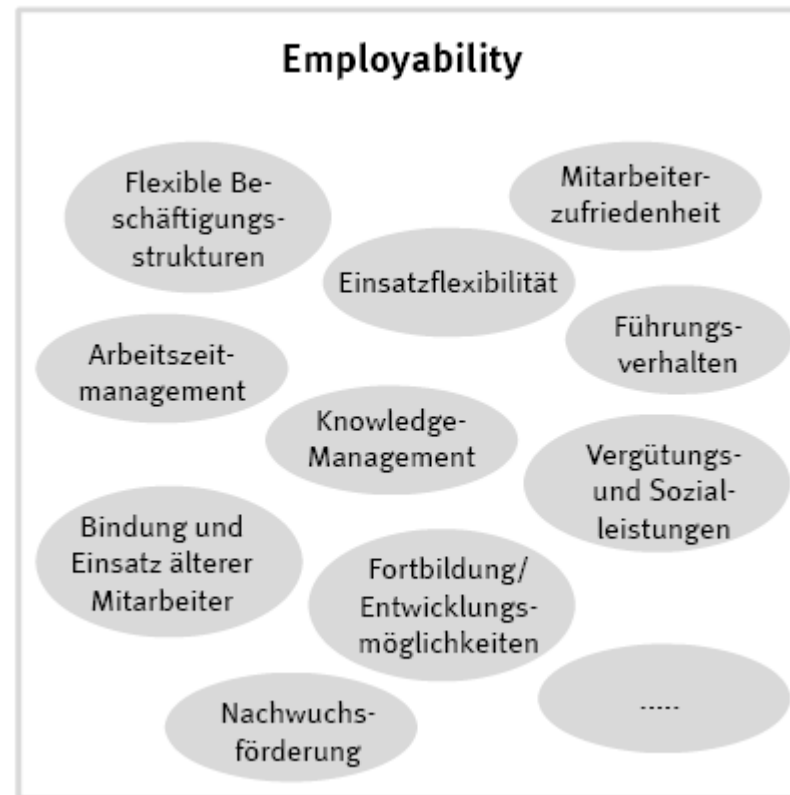 Employability
Flexible Be-
schäftigungs-
strukturen
Mitarbeiter-
zufriedenheit
Einsatzflexibilität
Führungs-
verhalten
Arbeitszeit-
management
Knowledge-
Management
Vergütungs-
und Sozial-
leistungen
Bindung und
Einsatz älterer
Mitarbeiter
Fortbildung/
Entwicklungs-
möglichkeiten
.....
Nachwuchs-
förderung